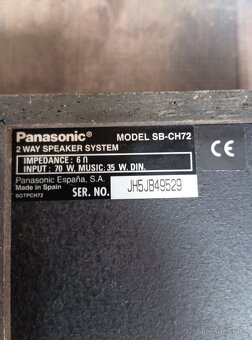 Panasonic® MODEL SB-CH72
2 WAY SPEAKER SYSTEM
IMPEDANCE: 6 Ω
INPUT: 70 W. MUSIC: 35 W. DIN.
Panasonic España, S.A.
Made in Spain
SGTPCH72
SER. NO. JH5JB49529
CE